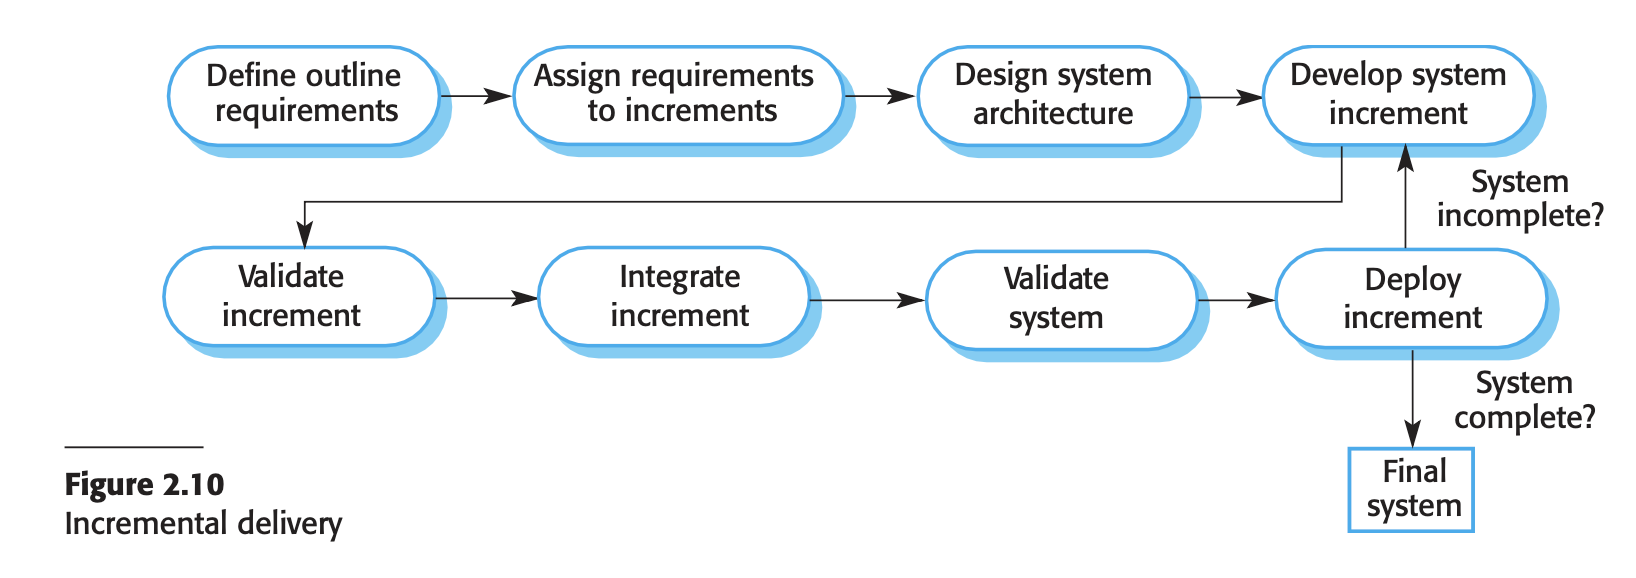 Define outline
requirements
Assign requirements
to increments
Design system
architecture
Develop system
increment
System
incomplete?
Validate
increment
Integrate
increment
Validate
system
Deploy
increment
System
complete?
Final
system
Figure 2.10
Incremental delivery